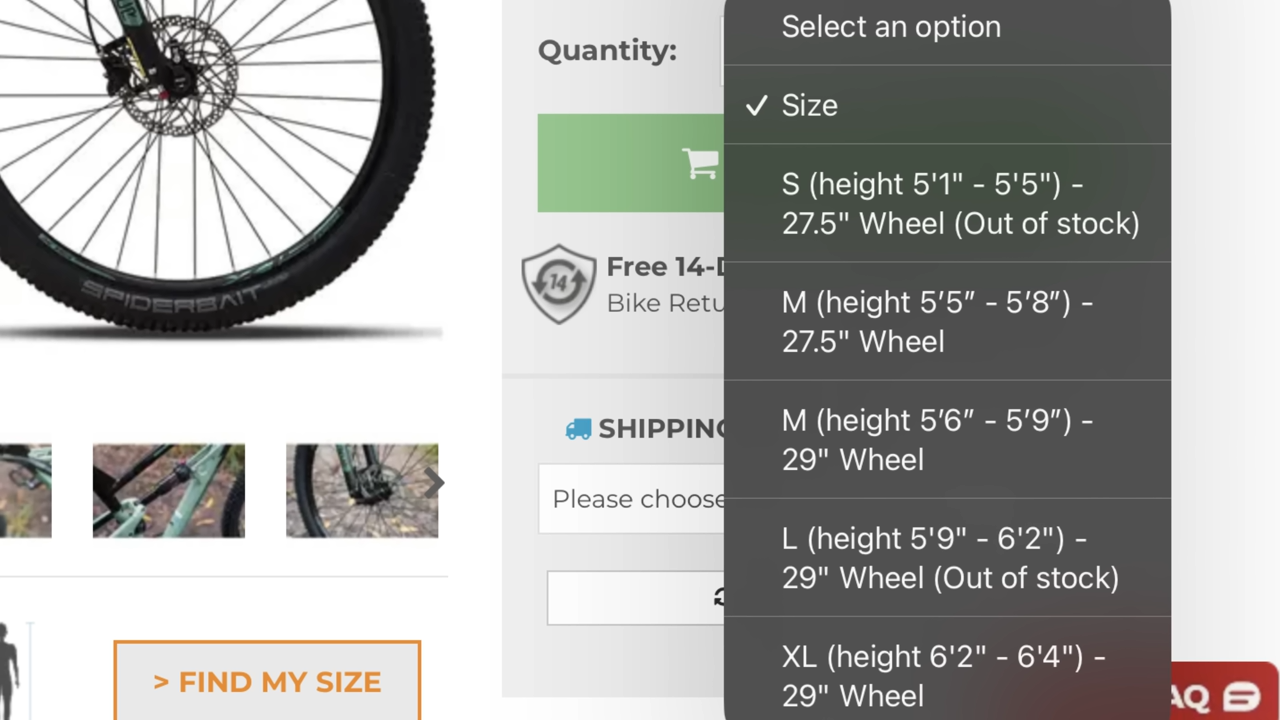 SPIDERBAIT
> FIND MY SIZE
Quantity:
14
Free 14-
Bike Retu
SHIPPING
Please choose
Select an option
✓ Size
S (height 5'1" - 5'5") -
27.5" Wheel (Out of stock)
M (height 5′5″ - 5′8″) -
27.5" Wheel
M (height 5′6″ - 5′9″) -
29" Wheel
L (height 5'9" - 6'2") -
29" Wheel (Out of stock)
XL (height 6'2" - 6'4") -
29" Wheel
AQ